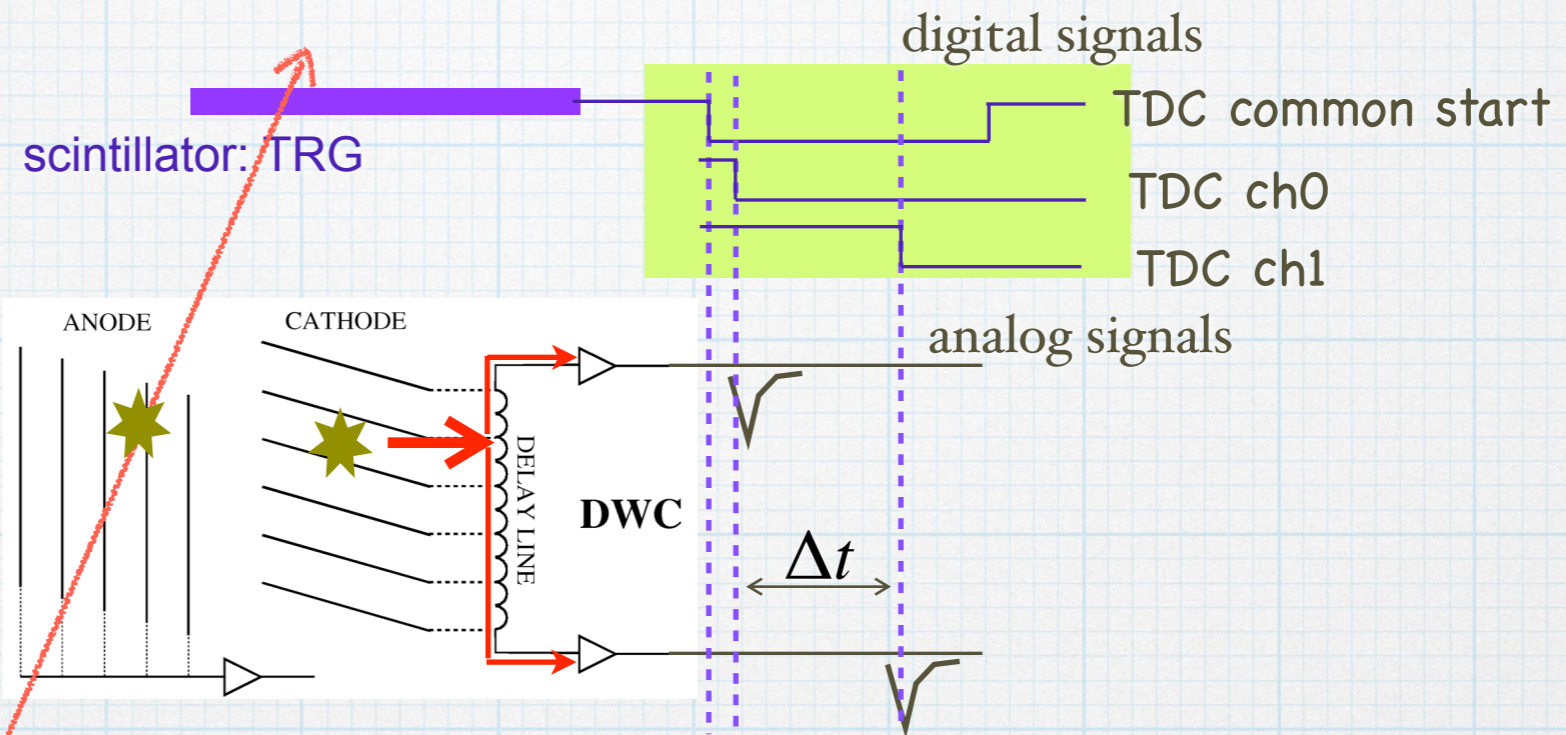 digital signals
TDC common start
scintillator: TRG
TDC ch0
TDC ch1
ANODE
CATHODE
analog signals
DELAY LINE
DWC
Δt